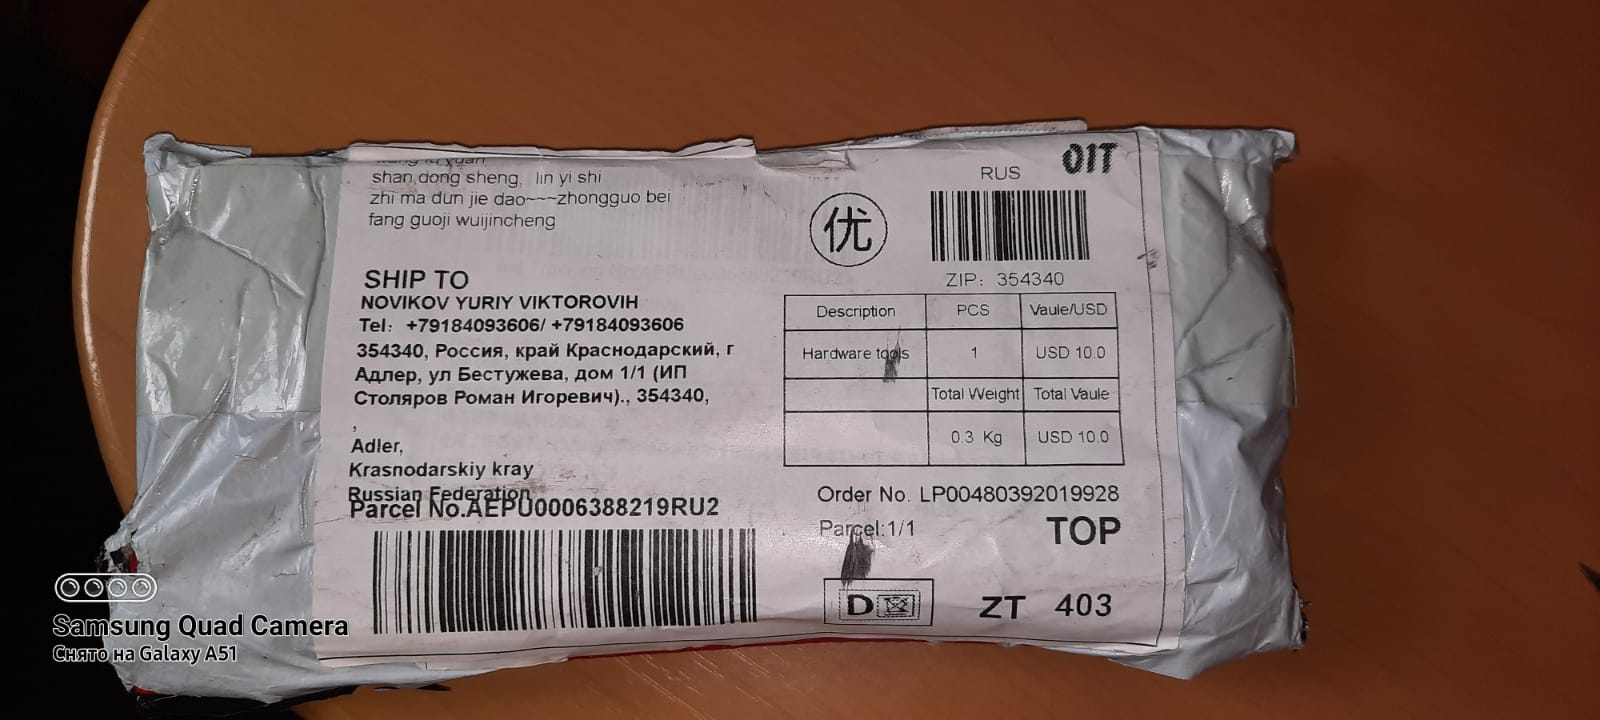 wang lu yuan
shan dong sheng, lin yi shi
zhi ma dun jie dao~~~zhongguo bei
fang guoji wuijincheng
SHIP TO
NOVIKOV YURIY VIKTOROVIH
Tel: +79184093606/ +79184093606
354340, Россия, край Краснодарский, г
Адлер, ул Бестужева, дом 1/1 (ИП
Столяров Роман Игоревич)., 354340,
,
Adler,
Krasnodarskiy kray
Russian Federation
Parcel No.AEPU0006388219RU2
优
RUS
OIT
ZIP: 354340
Description PCS Vaule/USD
Hardware tools 1 USD 10.0
Total Weight Total Vaule
0.3 Kg USD 10.0
Order No. LP00480392019928
Parcel:1/1
TOP
D
ZT 403
Samsung Quad Camera
Снято на Galaxy A51